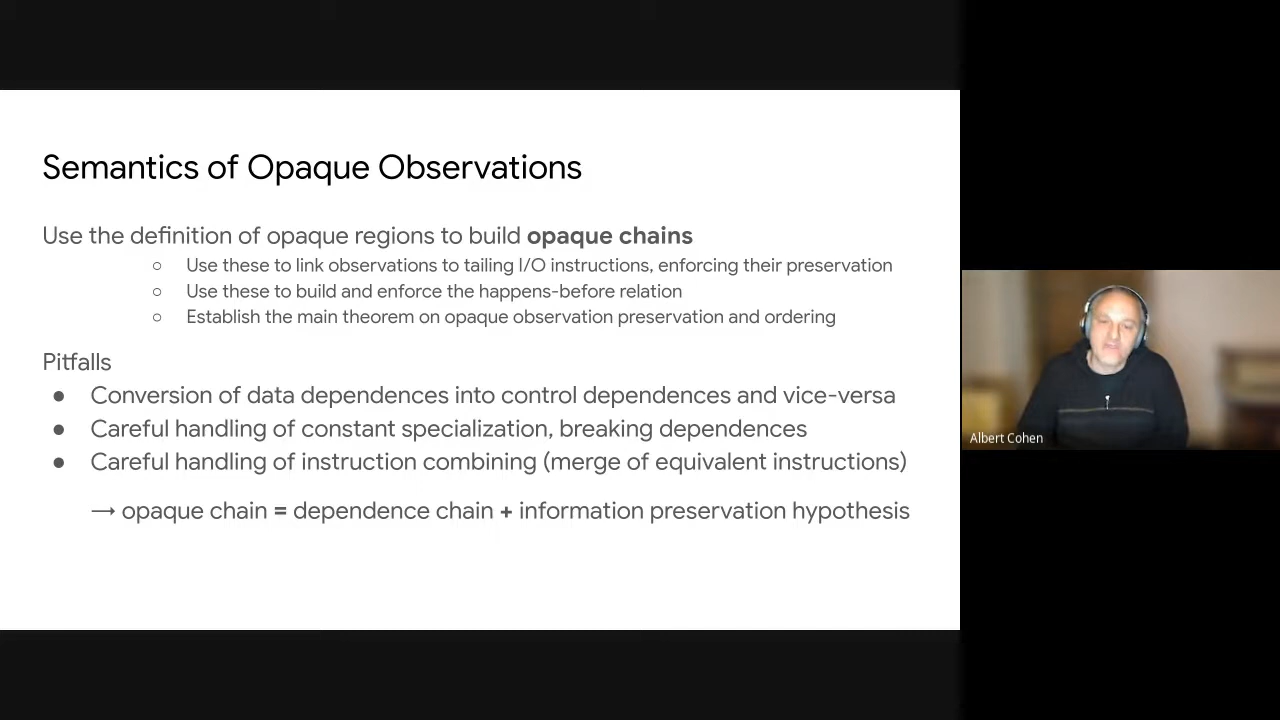 Semantics of Opaque Observations
Use the definition of opaque regions to build opaque chains
○ Use these to link observations to tailing I/O instructions, enforcing their preservation
○ Use these to build and enforce the happens-before relation
○ Establish the main theorem on opaque observation preservation and ordering
Pitfalls
● Conversion of data dependences into control dependences and vice-versa
● Careful handling of constant specialization, breaking dependences
● Careful handling of instruction combining (merge of equivalent instructions)
→ opaque chain = dependence chain + information preservation hypothesis
Albert Cohen